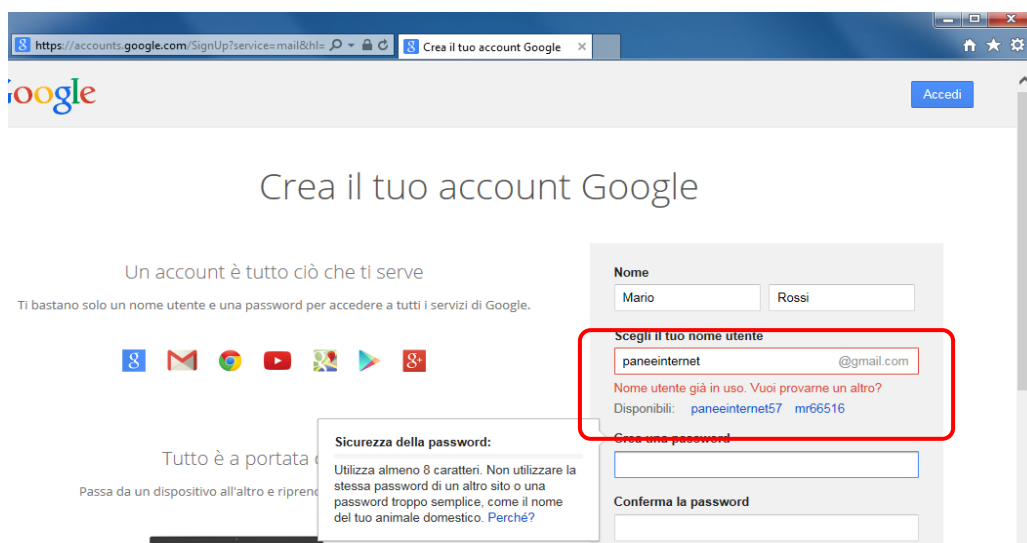 https://accounts.google.com/SignUp?service=mail&hl=
Crea il tuo account Google
Google
Accedi
Crea il tuo account Google
Un account è tutto ciò che ti serve
Ti bastano solo un nome utente e una password per accedere a tutti i servizi di Google.
Nome
Mario Rossi
Scegli il tuo nome utente
paneeinternet @gmail.com
Nome utente già in uso. Vuoi provarne un altro?
Disponibili: paneeinternet57 mr66516
Crea una password
Sicurezza della password:
Utilizza almeno 8 caratteri. Non utilizzare la
stessa password di un altro sito o una
password troppo semplice, come il nome
del tuo animale domestico. Perché?
Tutto è a portata
Passa da un dispositivo all'altro e riprend
Conferma la password